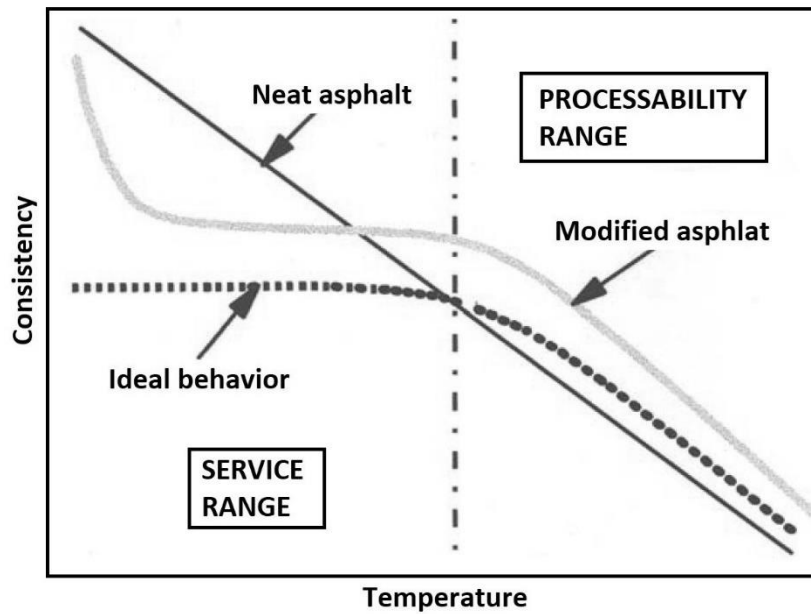 Neat asphalt
PROCESSABILITY
RANGE
Modified asphlat
Consistency
Ideal behavior
SERVICE
RANGE
Temperature